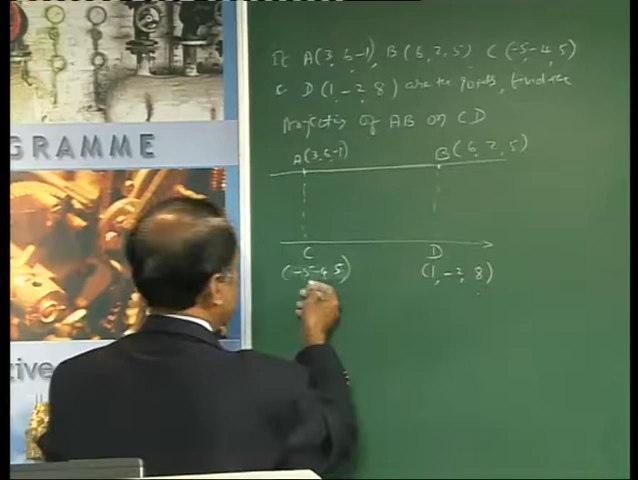 GRAMME
If A(3, 6, -1), B(6, 2, 5) C(-5, -4, 5)
& D(1, -2, 8) are the points, find the
Projection of AB on CD
A(3, 6, -1) B(6, 2, 5)
C D
(-5, -4, 5) (1, -2, 8)
ctive